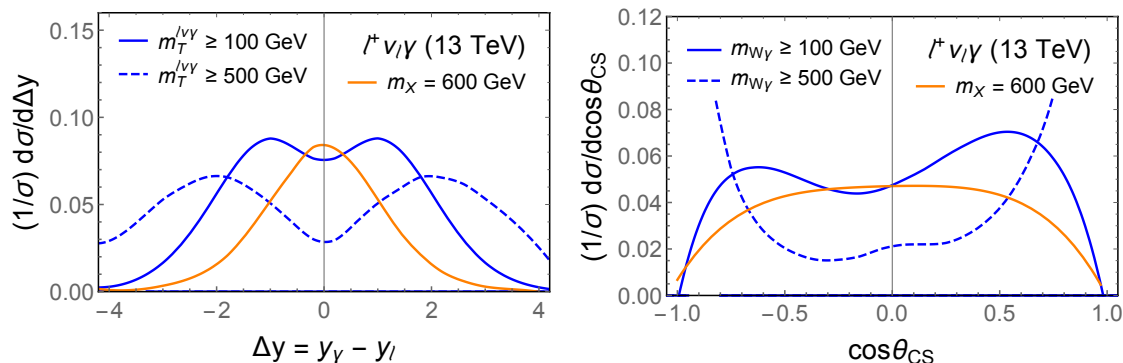 (1/σ) dσ/dΔy
0.15
0.10
0.05
0.00
m_T^{lνγ} ≥ 100 GeV
m_T^{lνγ} ≥ 500 GeV
l⁺ν_lγ (13 TeV)
m_X = 600 GeV
−4 −2 0 2 4
Δy = y_γ − y_l
(1/σ) dσ/dcosθ_CS
0.12
0.10
0.08
0.06
0.04
0.02
0.00
m_Wγ ≥ 100 GeV
m_Wγ ≥ 500 GeV
l⁺ν_lγ (13 TeV)
m_X = 600 GeV
−1.0 −0.5 0.0 0.5 1.0
cosθ_CS